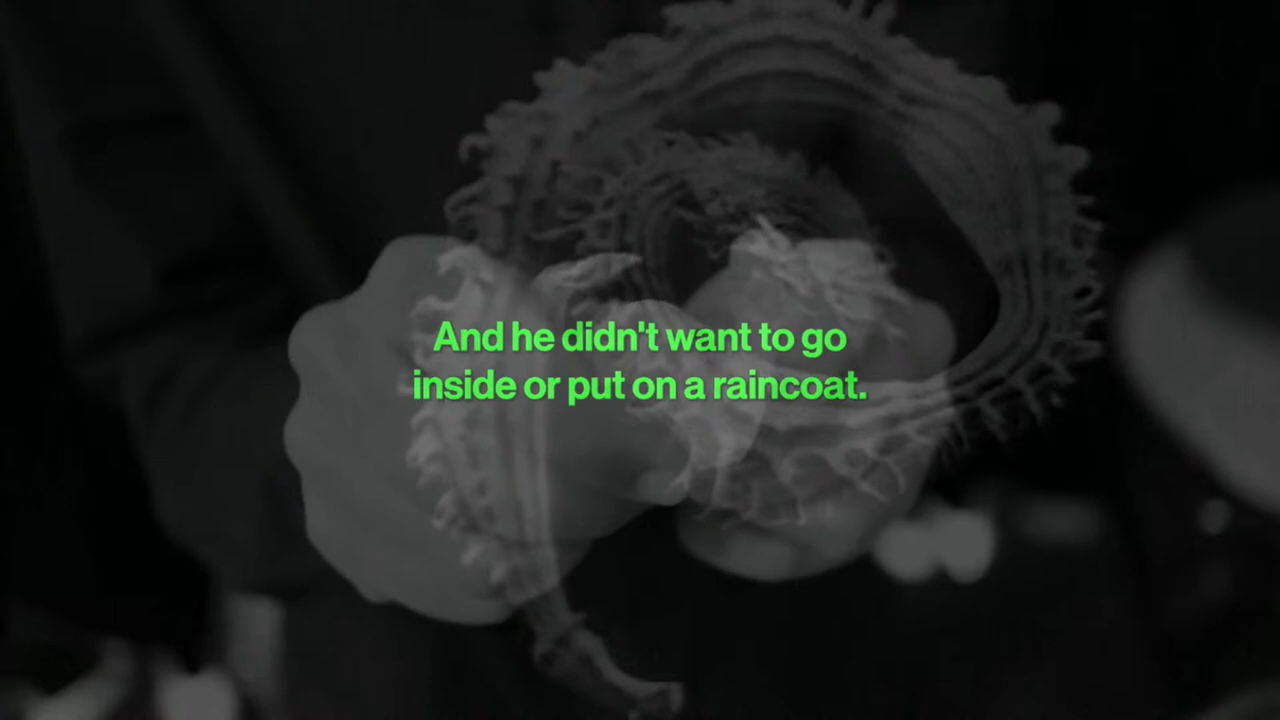 And he didn't want to go
inside or put on a raincoat.